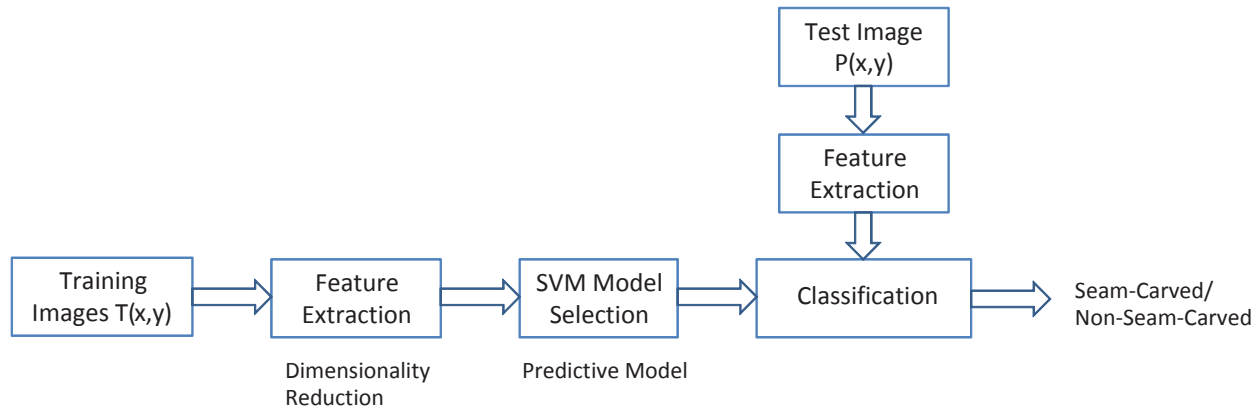 Test Image
P(x,y)
Feature
Extraction
Training
Images T(x,y)
Feature
Extraction
SVM Model
Selection
Classification
Seam-Carved/
Non-Seam-Carved
Dimensionality
Reduction
Predictive Model